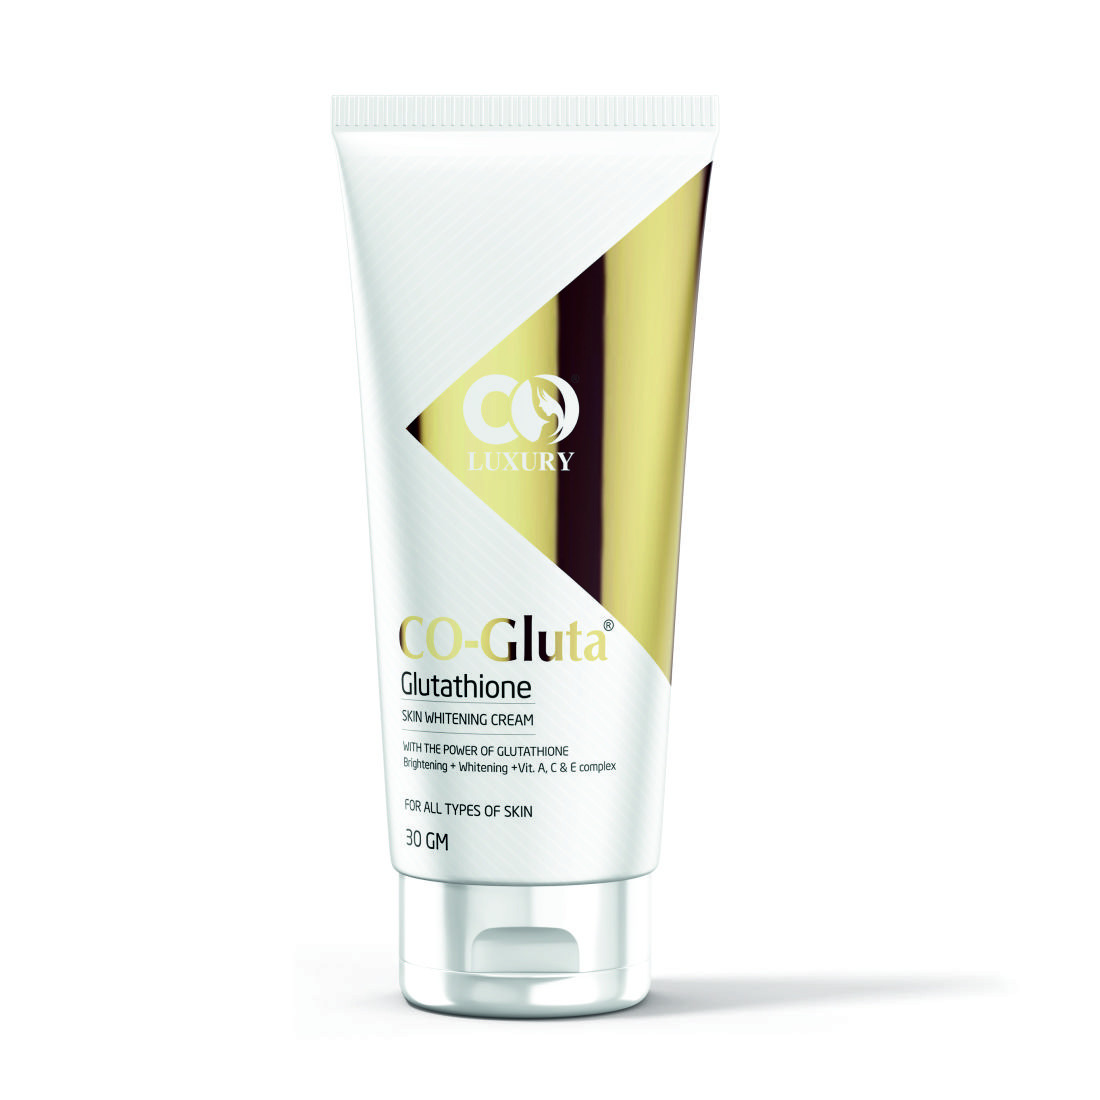 CO
LUXURY
CO-Gluta®
Glutathione
SKIN WHITENING CREAM
WITH THE POWER OF GLUTATHIONE
Brightening + Whitening +Vit. A, C & E complex
FOR ALL TYPES OF SKIN
30 GM